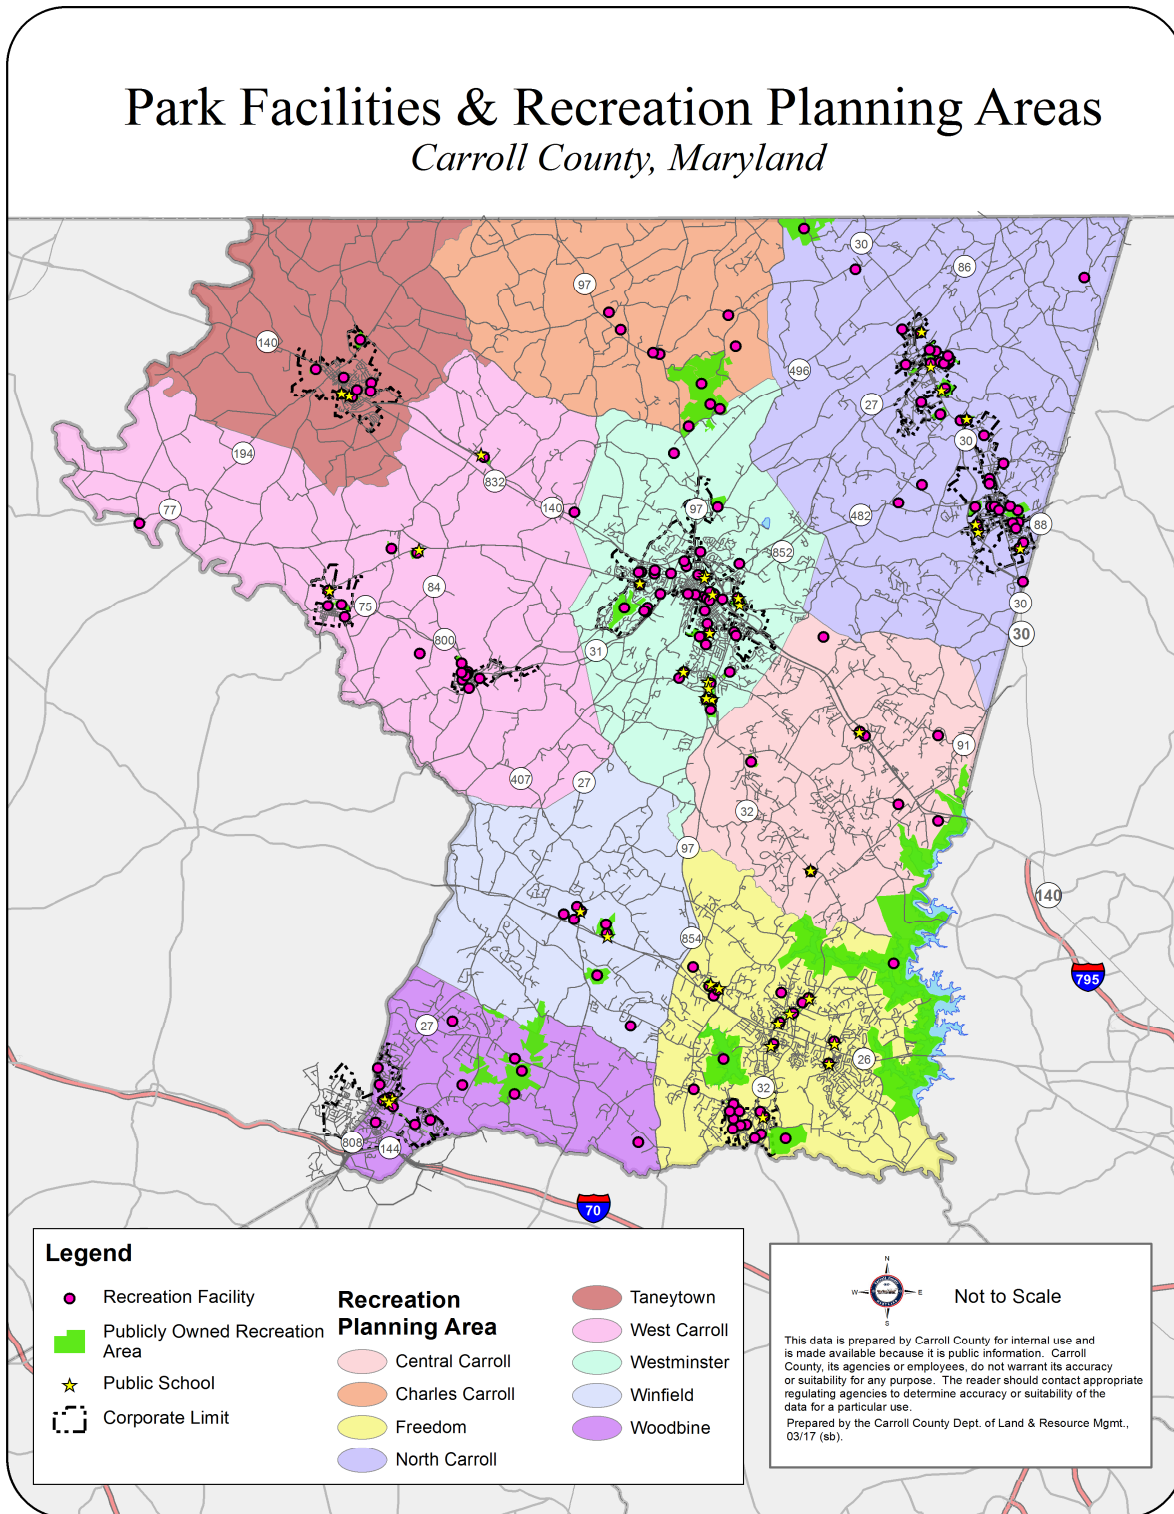 Park Facilities & Recreation Planning Areas
Carroll County, Maryland
30
86
97
140
496
27
194
30
832
77
140
97
482
88
852
84
75
30
800
30
31
91
407
27
32
97
140
854
795
27
26
32
808
144
70
Legend
Recreation Facility
Publicly Owned Recreation
Area
Public School
Corporate Limit
Recreation
Planning Area
Central Carroll
Charles Carroll
Freedom
North Carroll
Taneytown
West Carroll
Westminster
Winfield
Woodbine
N
W
E
S
Not to Scale
This data is prepared by Carroll County for internal use and
is made available because it is public information. Carroll
County, its agencies or employees, do not warrant its accuracy
or suitability for any purpose. The reader should contact appropriate
regulating agencies to determine accuracy or suitability of the
data for a particular use.
Prepared by the Carroll County Dept. of Land & Resource Mgmt.,
03/17 (sb).